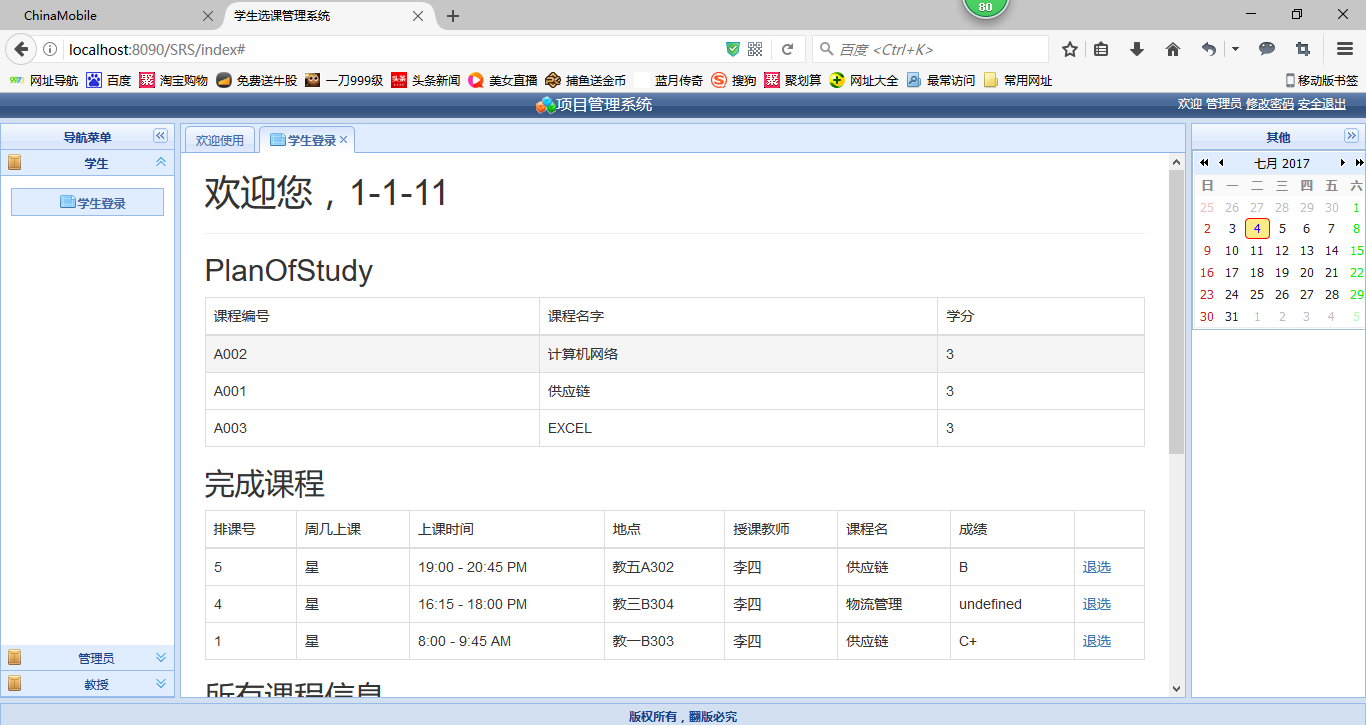 ChinaMobile
学生选课管理系统
80
localhost:8090/SRS/index#
百度 <Ctrl+K>
网址导航 百度 淘宝购物 免费送牛股 一刀999级 头条新闻 美女直播 捕鱼送金币 蓝月传奇 搜狗 聚划算 网址大全 最常访问 常用网址 移动版书签
项目管理系统
欢迎 管理员 修改密码 安全退出
导航菜单
学生
学生登录
管理员
教授
欢迎使用 学生登录
欢迎您，1-1-11
PlanOfStudy
课程编号 课程名字 学分
A002 计算机网络 3
A001 供应链 3
A003 EXCEL 3
完成课程
排课号 周几上课 上课时间 地点 授课教师 课程名 成绩
5 星 19:00 - 20:45 PM 教五A302 李四 供应链 B 退选
4 星 16:15 - 18:00 PM 教三B304 李四 物流管理 undefined 退选
1 星 8:00 - 9:45 AM 教一B303 李四 供应链 C+ 退选
所有课程信息
其他
七月 2017
日 一 二 三 四 五 六
25 26 27 28 29 30 1
2 3 4 5 6 7 8
9 10 11 12 13 14 15
16 17 18 19 20 21 22
23 24 25 26 27 28 29
30 31 1 2 3 4 5
版权所有，翻版必究